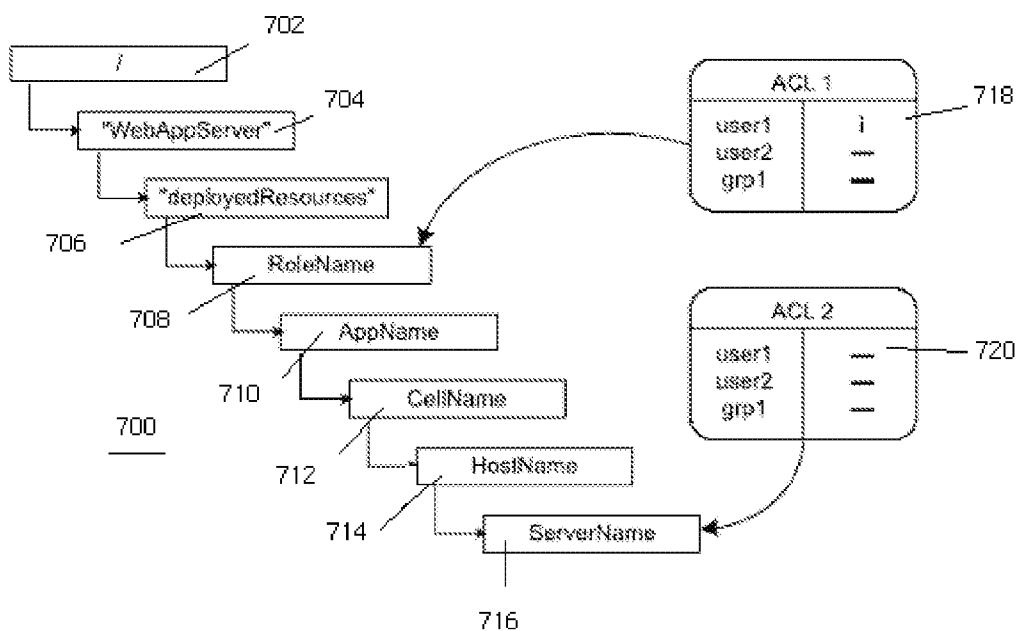 702
/
704
"WebAppServer"
"deployedResources"
706
RoleName
708
AppName
710
CellName
700
712
HostName
714
ServerName
716
ACL 1
718
user1 i
user2 —
grp1 —
ACL 2
720
user1 —
user2 —
grp1 —